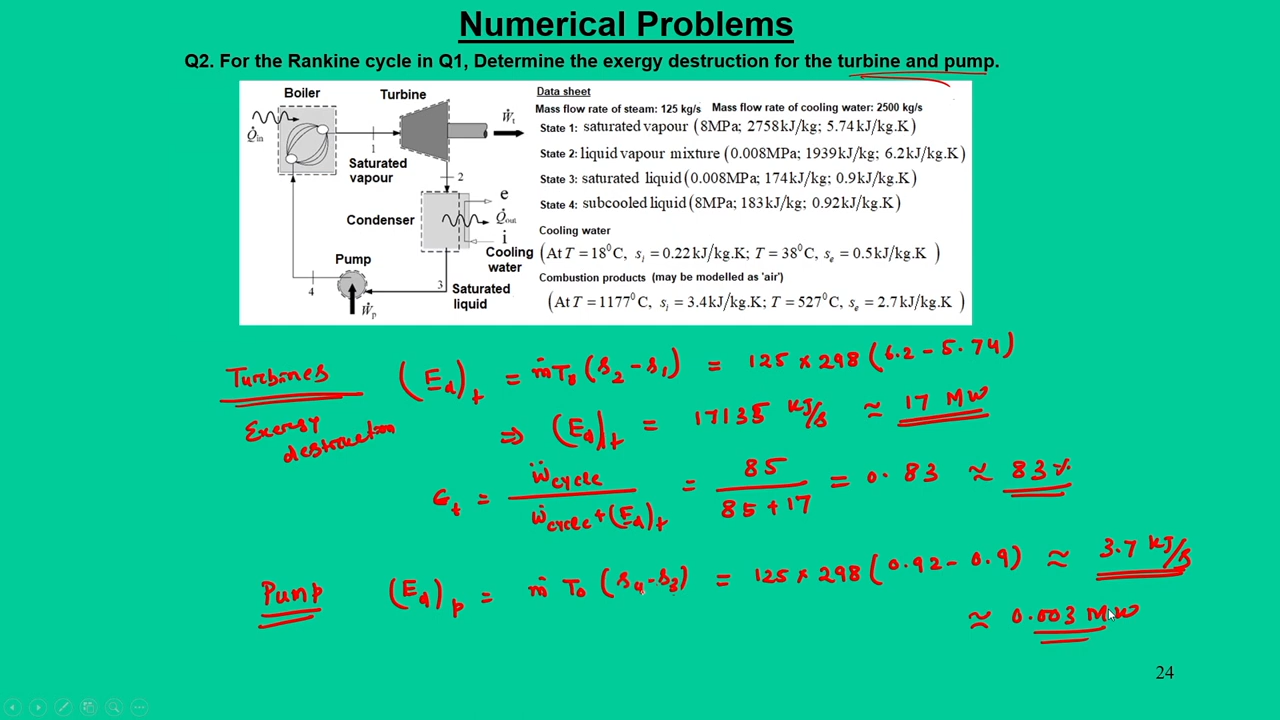 Numerical Problems
Q2. For the Rankine cycle in Q1, Determine the exergy destruction for the turbine and pump.
Boiler
Turbine
Q̇in
Ẇt
1
Saturated
vapour
2
e
Condenser
Q̇out
i
Cooling
water
Pump
4
3
Saturated
liquid
Ẇp
Data sheet
Mass flow rate of steam: 125 kg/s Mass flow rate of cooling water: 2500 kg/s
State 1: saturated vapour (8MPa; 2758kJ/kg; 5.74kJ/kg.K)
State 2: liquid vapour mixture (0.008MPa; 1939kJ/kg; 6.2kJ/kg.K)
State 3: saturated liquid (0.008MPa; 174kJ/kg; 0.9kJ/kg.K)
State 4: subcooled liquid (8MPa; 183kJ/kg; 0.92kJ/kg.K)
Cooling water
(At T = 18⁰C, sᵢ = 0.22kJ/kg.K; T = 38⁰C, sₑ = 0.5kJ/kg.K)
Combustion products (may be modelled as 'air')
(At T = 1177⁰C, sᵢ = 3.4kJ/kg.K; T = 527⁰C, sₑ = 2.7kJ/kg.K)
Turbines (Ed)t = ṁT0 (s2 - s1) = 125 × 298 (6.2 - 5.74)
Exergy destruction
⇒ (Ed)t = 17135 kJ/s ≈ 17 MW
Єt = Ẇcycle / Ẇcycle + (Ed)t = 85 / 85 + 17 = 0.83 ≈ 83%
Pump (Ed)p = ṁ T0 (s4 - s3) = 125 × 298 (0.92 - 0.9) ≈ 3.7 kJ/s
≈ 0.003 MW
24